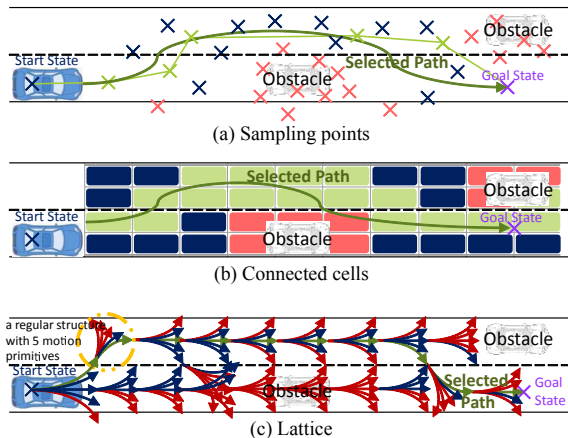 Start State
Obstacle
Selected Path
Obstacle
Goal State
(a) Sampling points
Selected Path
Start State
Obstacle
Goal State
Obstacle
(b) Connected cells
a regular structure
with 5 motion
primitives
Start State
Obstacle
Obstacle
Selected
Path
Goal
State
(c) Lattice